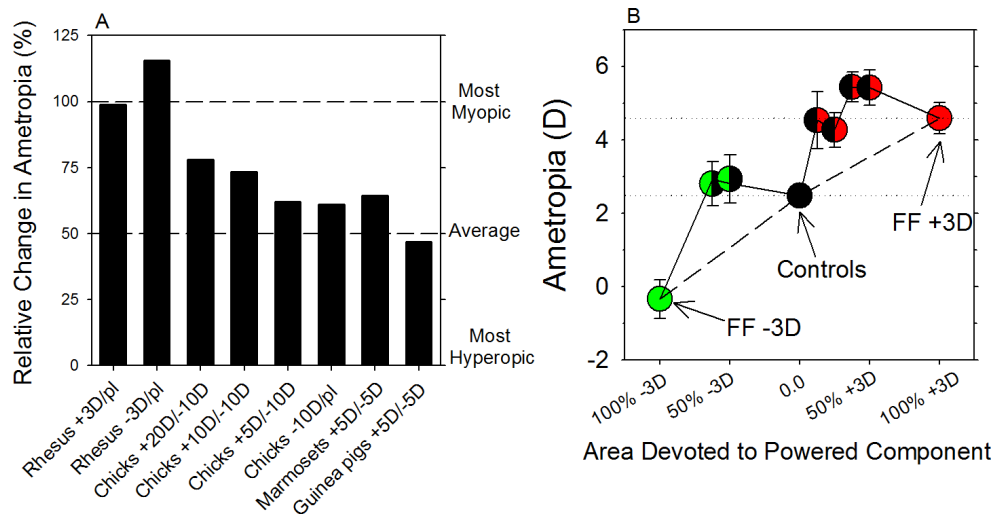 A
Relative Change in Ametropia (%)
125
100
75
50
25
0
Most
Myopic
Average
Most
Hyperopic
Rhesus +3D/pl
Rhesus -3D/pl
Chicks +20D/-10D
Chicks +10D/-10D
Chicks +5D/-10D
Chicks -10D/pl
Marmosets +5D/-5D
Guinea pigs +5D/-5D
B
Ametropia (D)
6
4
2
0
-2
FF +3D
Controls
FF -3D
100% -3D
50% -3D
0.0
50% +3D
100% +3D
Area Devoted to Powered Component